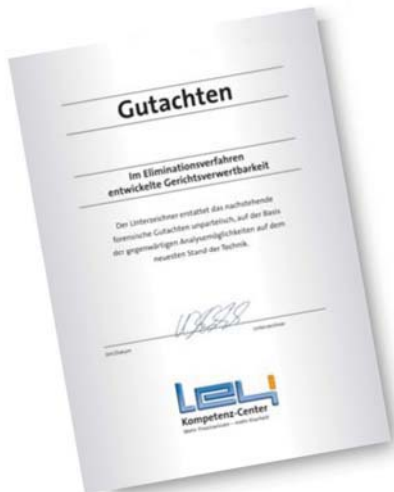 Gutachten
Im Eliminationsverfahren
entwickelte Gerichtsverwertbarkeit
Der Unterzeichner erstattet das nachstehende
forensische Gutachten unparteiisch, auf der Basis
der gegenwärtigen Analysemöglichkeiten auf dem
neuesten Stand der Technik.
Ort/Datum
Unterzeichner
Kompetenz-Center